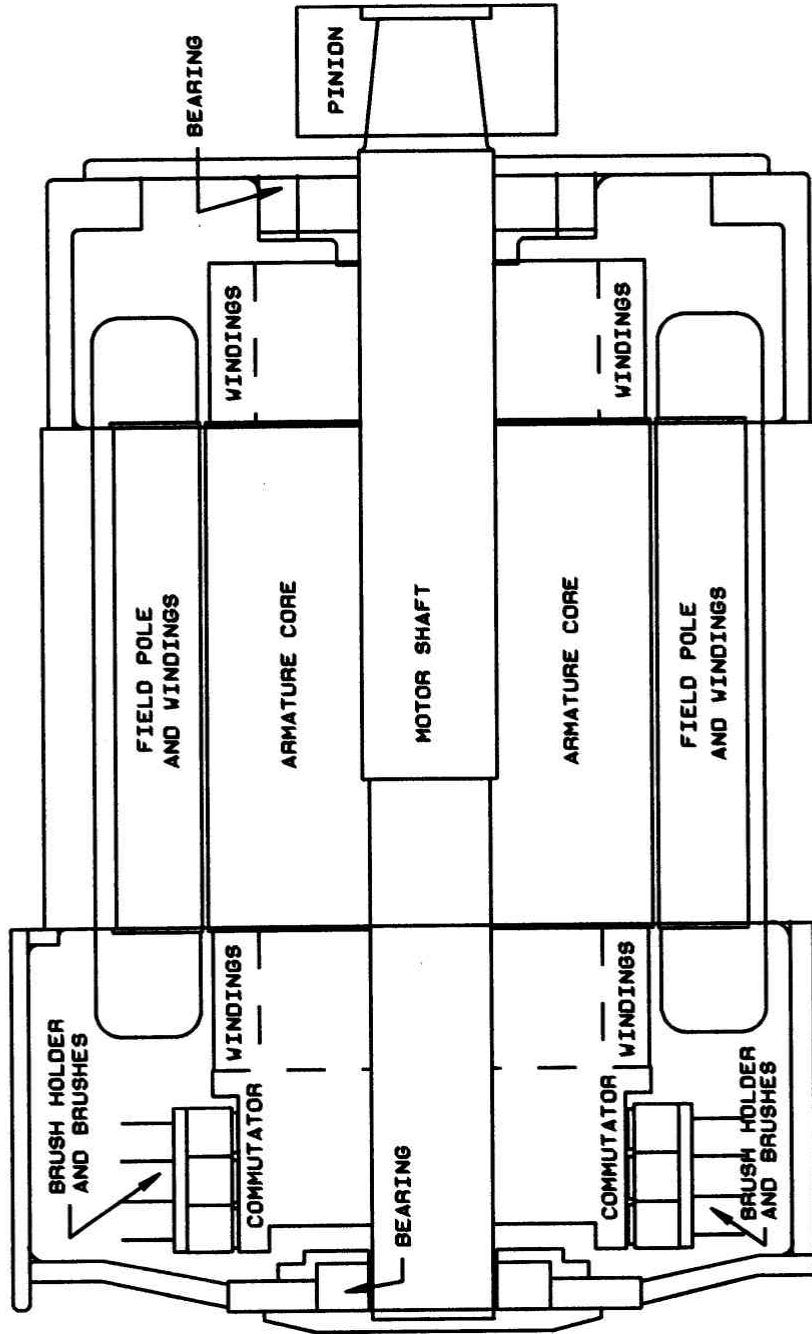 BRUSH HOLDER
AND BRUSHES
FIELD POLE
AND WINDINGS
BEARING
WINDINGS
WINDINGS
COMMUTATOR
ARMATURE CORE
PINION
MOTOR SHAFT
BEARING
ARMATURE CORE
COMMUTATOR
WINDINGS
WINDINGS
FIELD POLE
AND WINDINGS
BRUSH HOLDER
AND BRUSHES